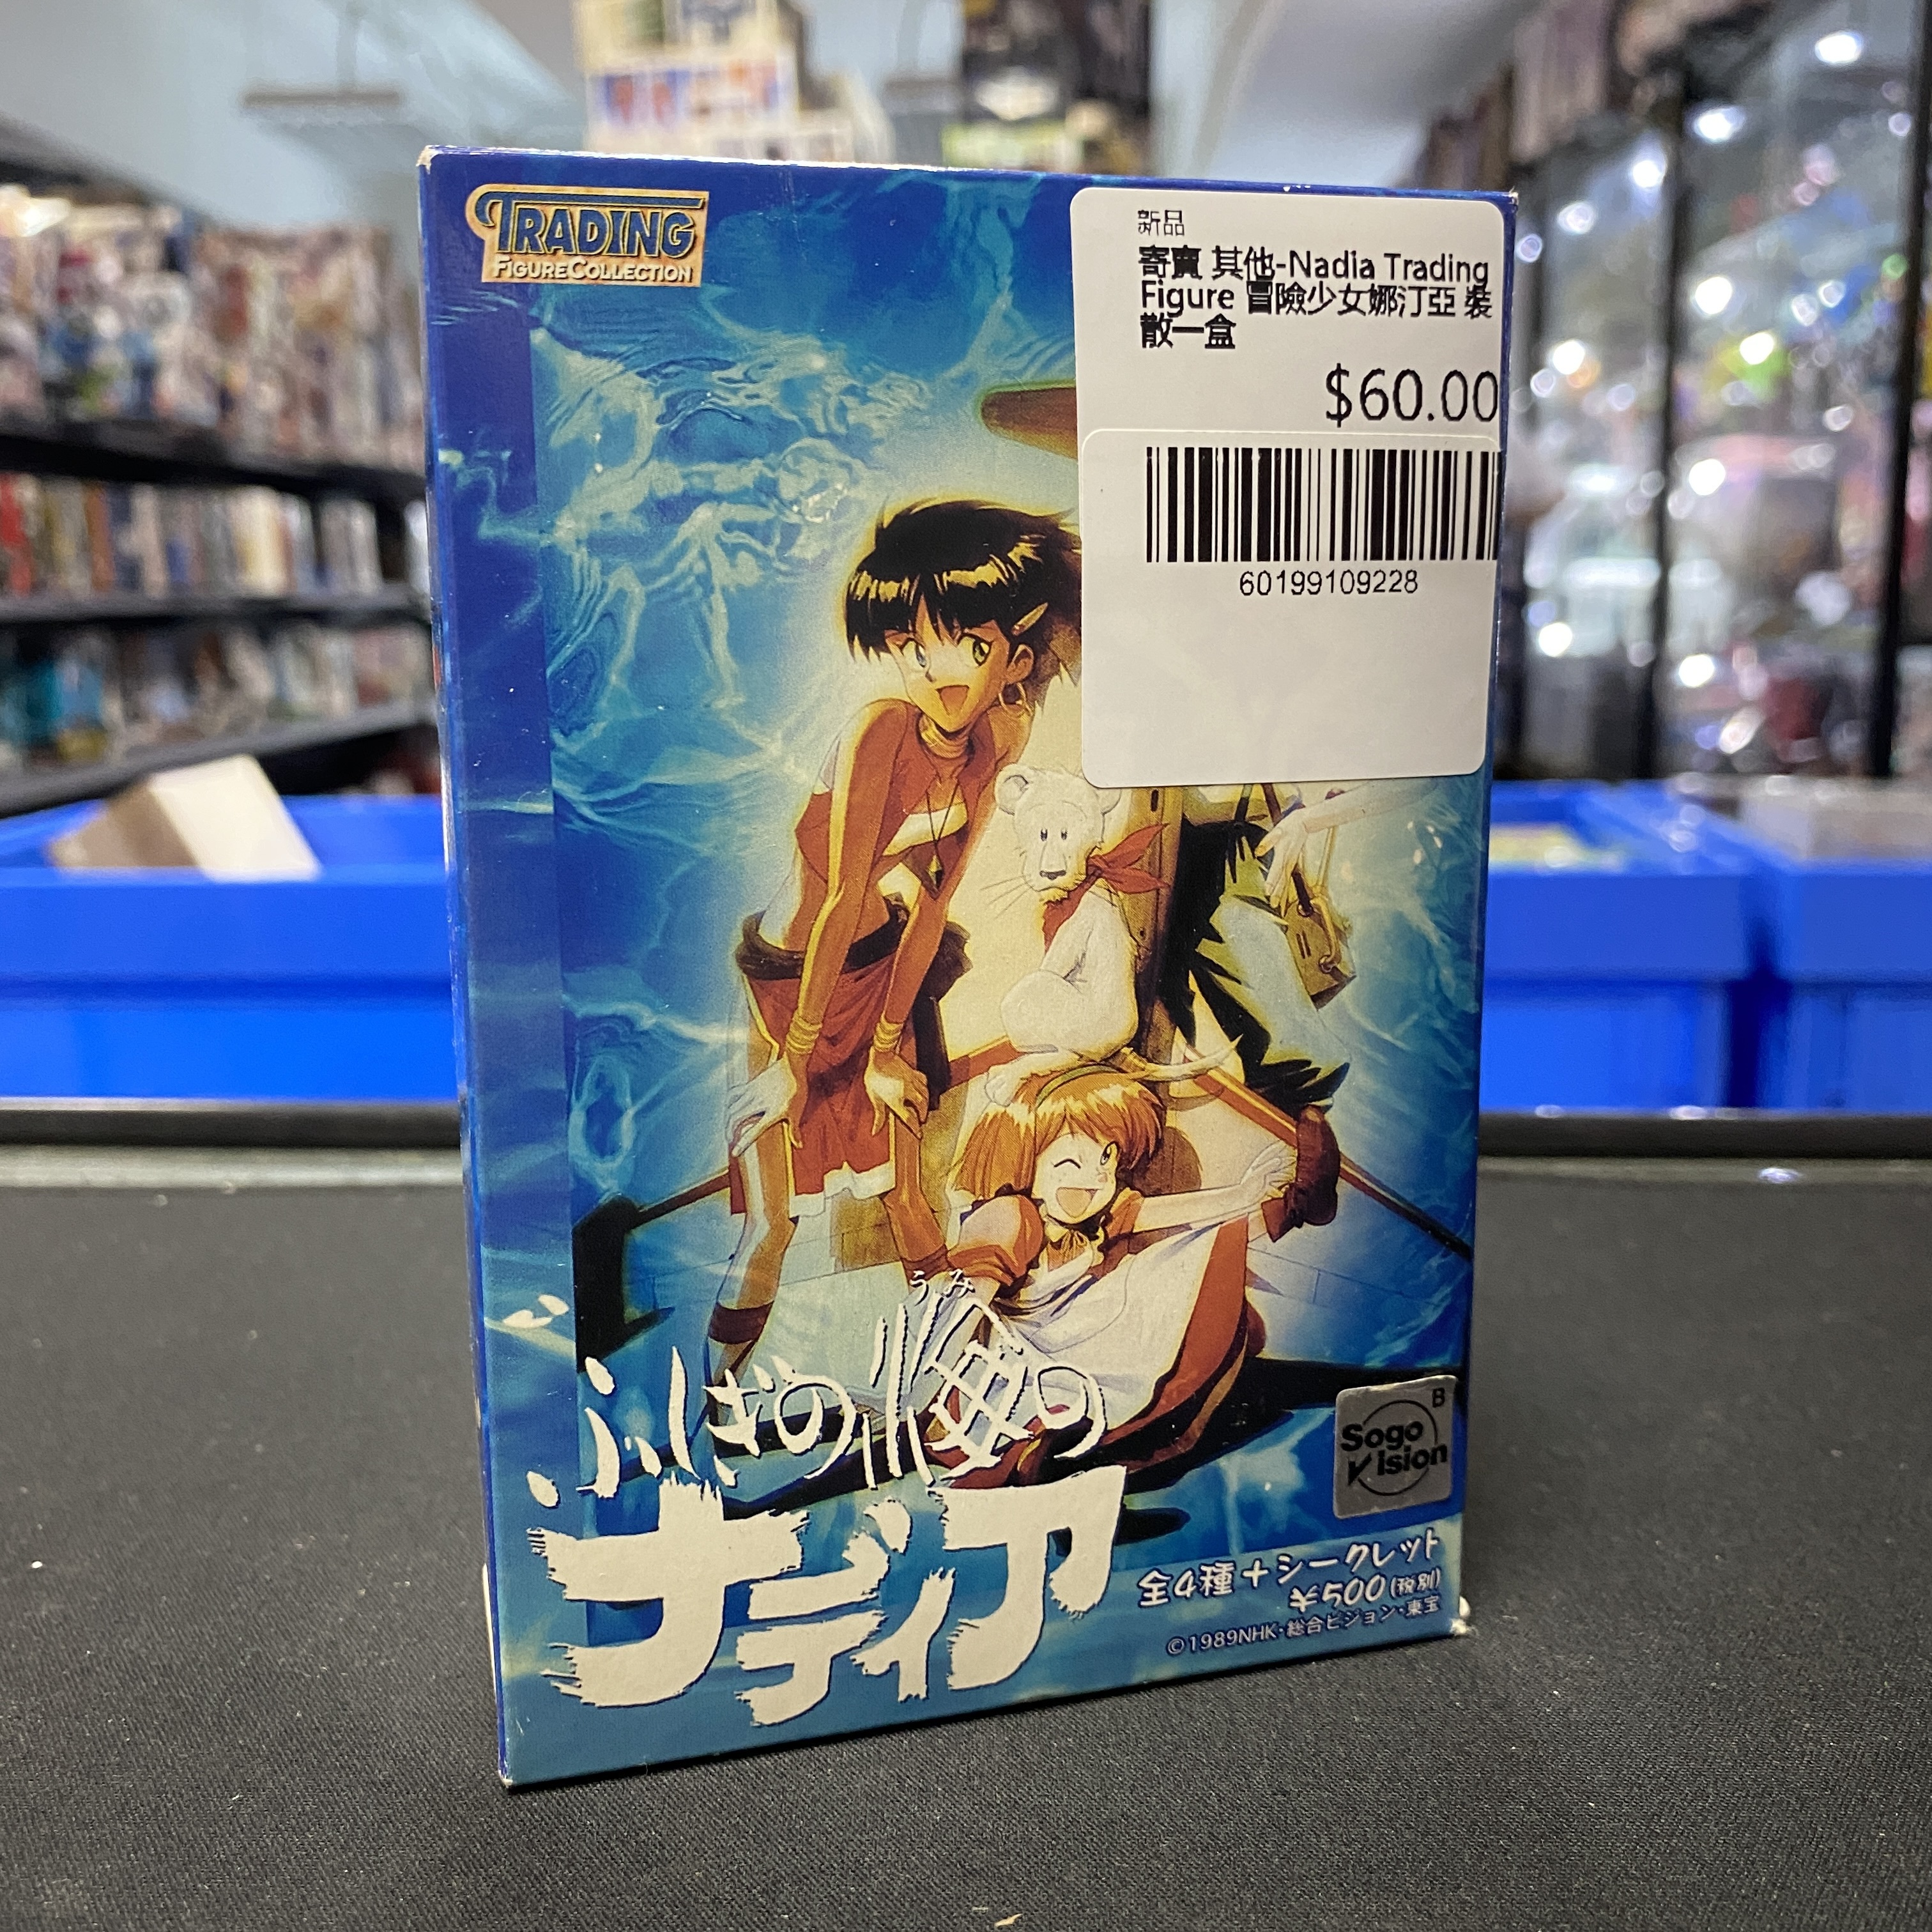 TRADING
FIGURE COLLECTION
新品
寄賣 其他-Nadia Trading
Figure 冒險少女娜汀亞 裝
散一盒
$60.00
60199109228
うみ
ふしぎの海の
ナディア
B
Sogo
Vision
全4種+シークレット
¥500(税別)
©1989NHK・総合ビジョン・東宝